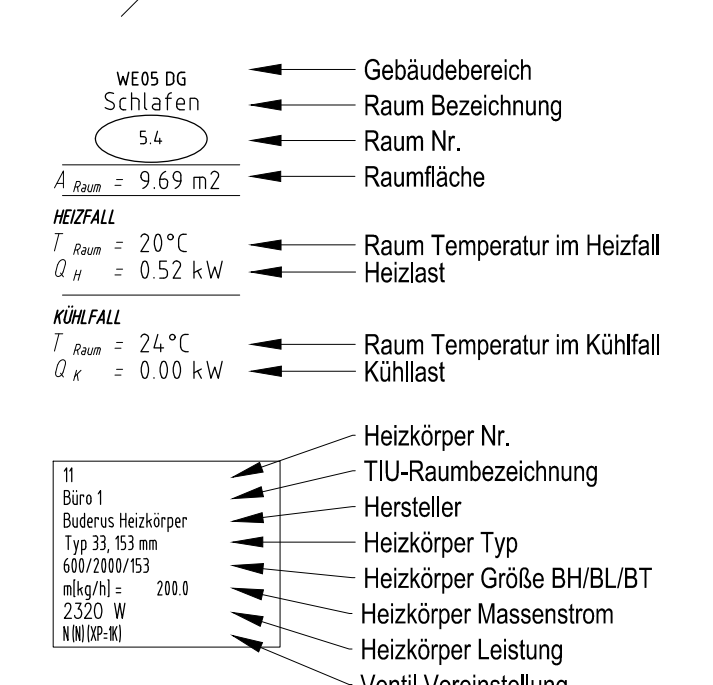 WE05 DG Gebäudebereich
Schlafen Raum Bezeichnung
5.4 Raum Nr.
A Raum = 9.69 m2 Raumfläche
HEIZFALL
T Raum = 20°C Raum Temperatur im Heizfall
Q H = 0.52 kW Heizlast
KÜHLFALL
T Raum = 24°C Raum Temperatur im Kühlfall
Q K = 0.00 kW Kühllast
Heizkörper Nr.
11 TIU-Raumbezeichnung
Büro 1 Hersteller
Buderus Heizkörper
Typ 33, 153 mm Heizkörper Typ
600/2000/153 Heizkörper Größe BH/BL/BT
m[kg/h] = 200.0 Heizkörper Massenstrom
2320 W Heizkörper Leistung
N (N) (XP=1K) Ventil Voreinstellung